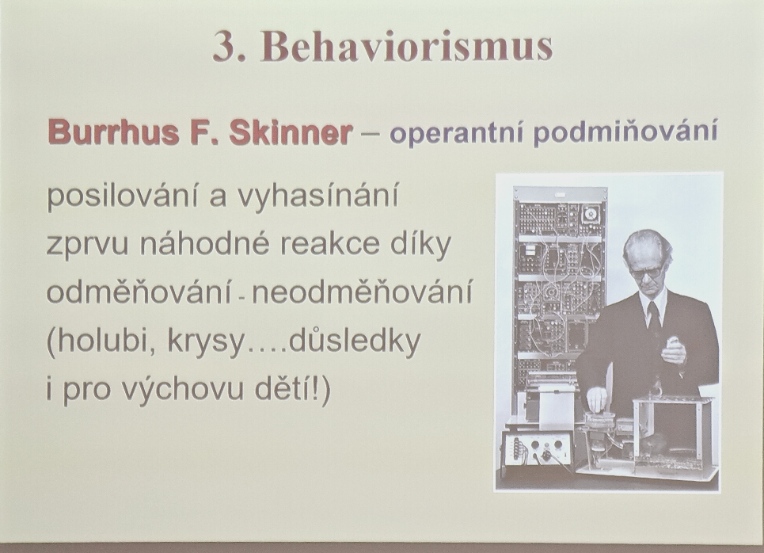 3. Behaviorismus
Burrhus F. Skinner – operantní podmiňování
posilování a vyhasínání
zprvu náhodné reakce díky
odměňování - neodměňování
(holubi, krysy….důsledky
i pro výchovu dětí!)